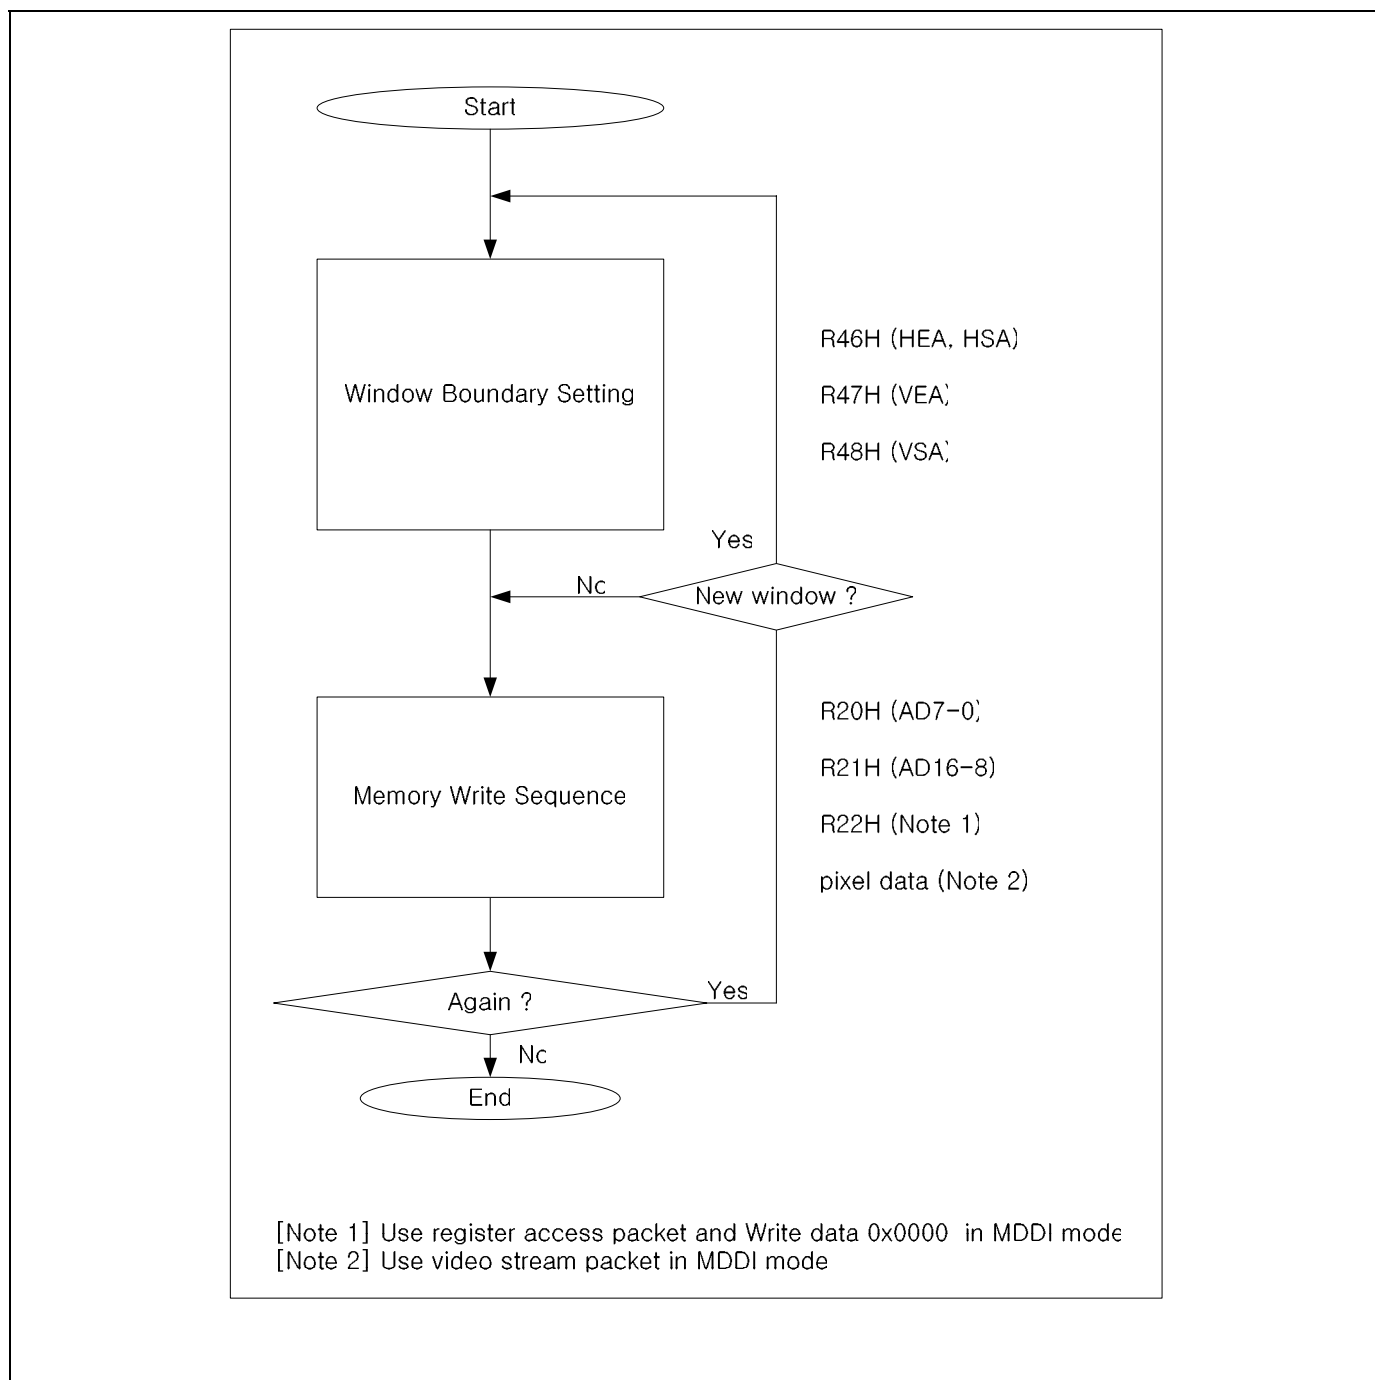 Start
Window Boundary Setting
R46H (HEA, HSA)
R47H (VEA)
R48H (VSA)
Yes
No
New window ?
Memory Write Sequence
R20H (AD7-0)
R21H (AD16-8)
R22H (Note 1)
pixel data (Note 2)
Again ?
Yes
No
End
[Note 1] Use register access packet and Write data 0x0000 in MDDI mode
[Note 2] Use video stream packet in MDDI mode